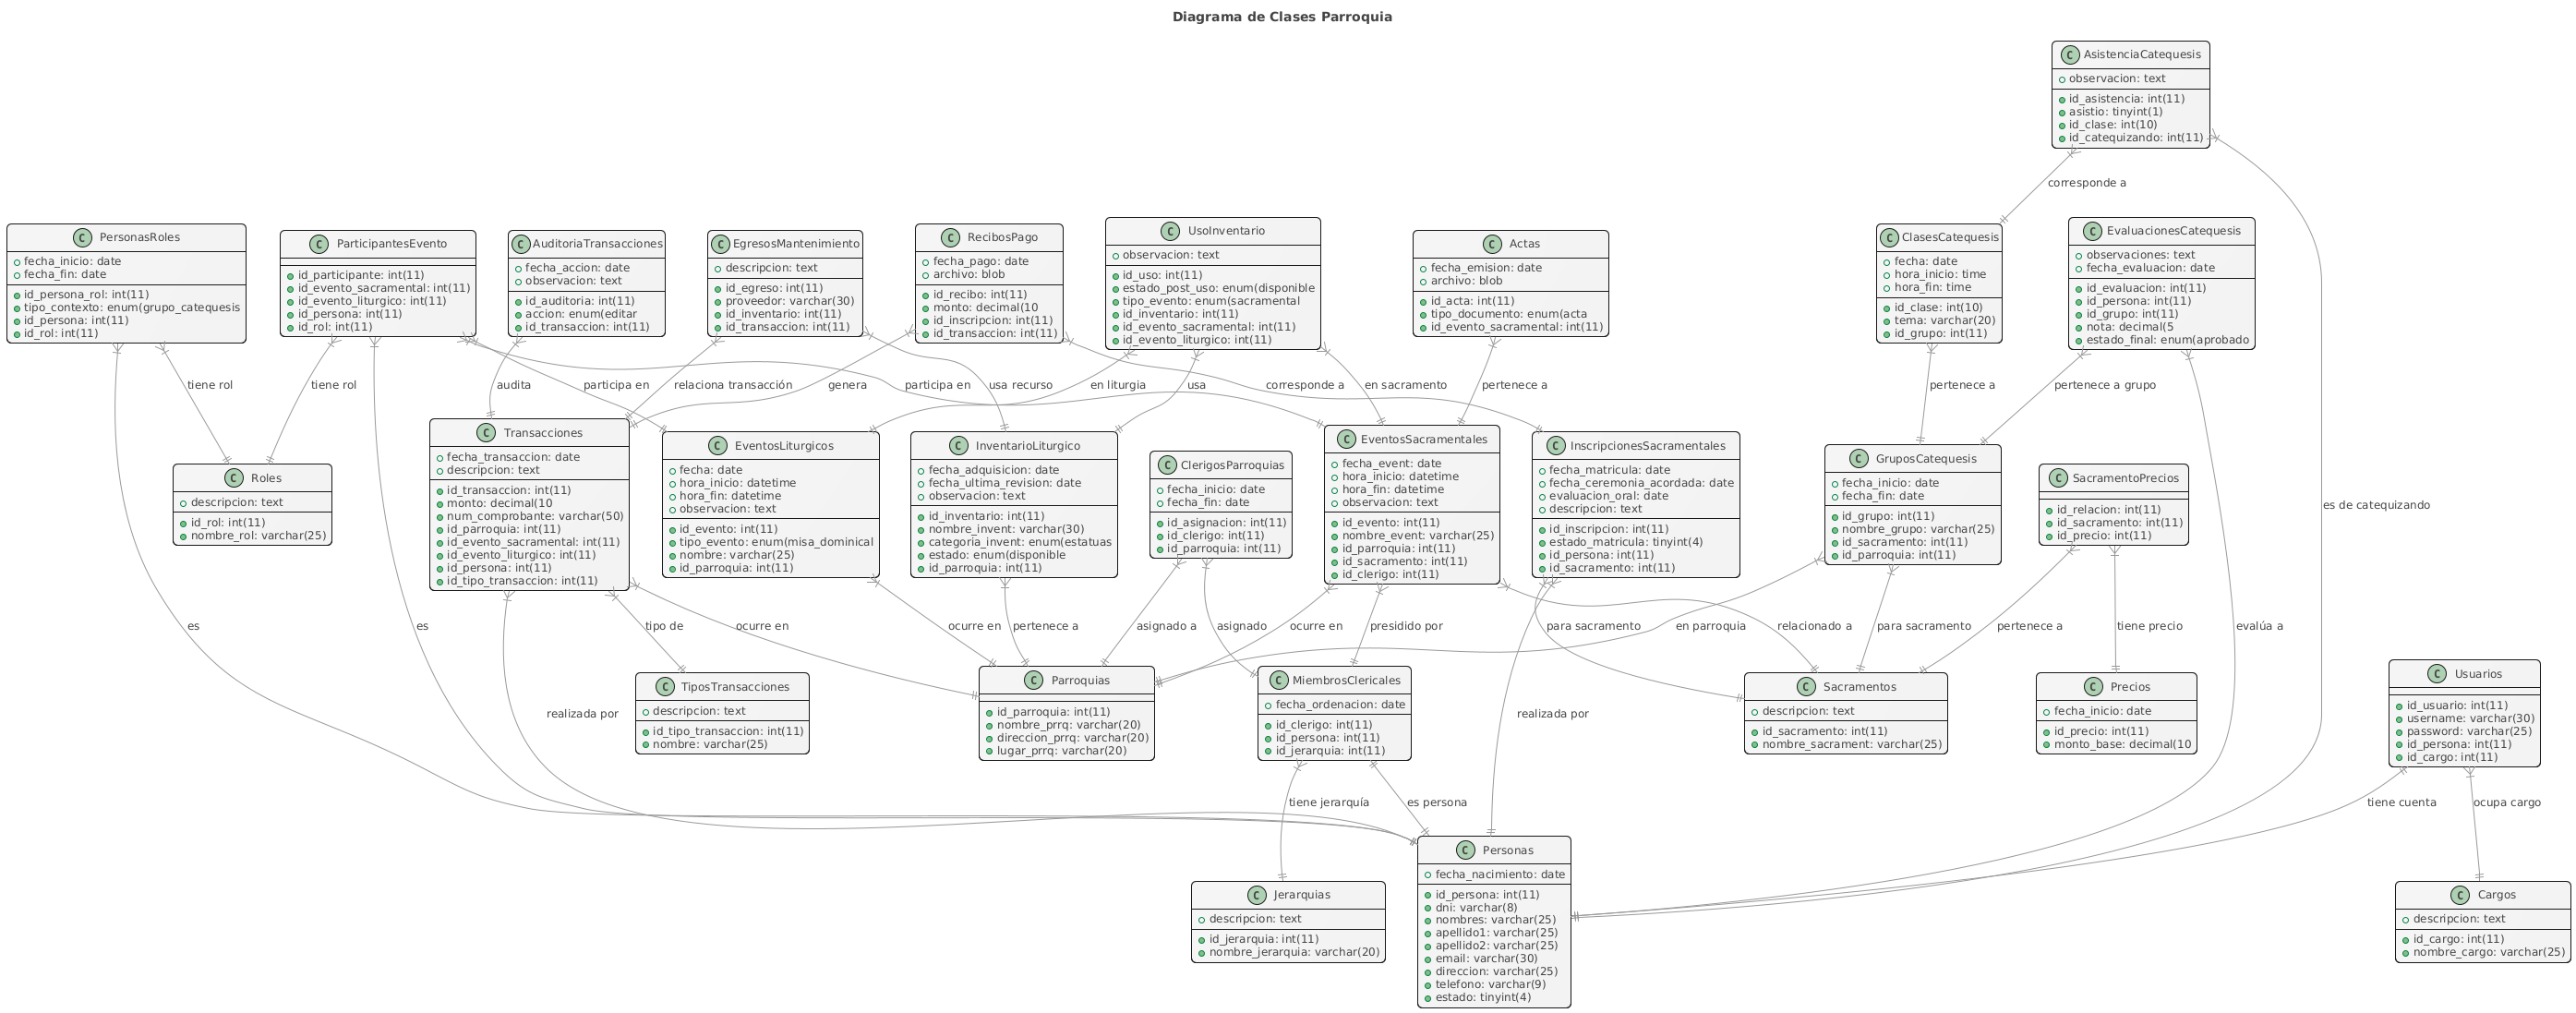 Diagrama de Clases Parroquia
C AsistenciaCatequesis
observacion: text
id_asistencia: int(11)
asistio: tinyint(1)
id_clase: int(10)
id_catequizando: int(11)
corresponde a
C PersonasRoles
fecha_inicio: date
fecha_fin: date
id_persona_rol: int(11)
tipo_contexto: enum(grupo_catequesis
id_persona: int(11)
id_rol: int(11)
C ParticipantesEvento
id_participante: int(11)
id_evento_sacramental: int(11)
id_evento_liturgico: int(11)
id_persona: int(11)
id_rol: int(11)
C AuditoriaTransacciones
fecha_accion: date
observacion: text
id_auditoria: int(11)
accion: enum(editar
id_transaccion: int(11)
C EgresosMantenimiento
descripcion: text
id_egreso: int(11)
proveedor: varchar(30)
id_inventario: int(11)
id_transaccion: int(11)
C RecibosPago
fecha_pago: date
archivo: blob
id_recibo: int(11)
monto: decimal(10
id_inscripcion: int(11)
id_transaccion: int(11)
C UsoInventario
observacion: text
id_uso: int(11)
estado_post_uso: enum(disponible
tipo_evento: enum(sacramental
id_inventario: int(11)
id_evento_sacramental: int(11)
id_evento_liturgico: int(11)
C Actas
fecha_emision: date
archivo: blob
id_acta: int(11)
tipo_documento: enum(acta
id_evento_sacramental: int(11)
C ClasesCatequesis
fecha: date
hora_inicio: time
hora_fin: time
id_clase: int(10)
tema: varchar(20)
id_grupo: int(11)
C EvaluacionesCatequesis
observaciones: text
fecha_evaluacion: date
id_evaluacion: int(11)
id_persona: int(11)
id_grupo: int(11)
nota: decimal(5
estado_final: enum(aprobado
tiene rol
tiene rol
audita
participa en
relaciona transacción
genera
participa en
usa recurso
en liturgia
usa
corresponde a
en sacramento
pertenece a
pertenece a
pertenece a grupo
C Roles
descripcion: text
id_rol: int(11)
nombre_rol: varchar(25)
C Transacciones
fecha_transaccion: date
descripcion: text
id_transaccion: int(11)
monto: decimal(10
num_comprobante: varchar(50)
id_parroquia: int(11)
id_evento_sacramental: int(11)
id_evento_liturgico: int(11)
id_persona: int(11)
id_tipo_transaccion: int(11)
C EventosLiturgicos
fecha: date
hora_inicio: datetime
hora_fin: datetime
observacion: text
id_evento: int(11)
tipo_evento: enum(misa_dominical
nombre: varchar(25)
id_parroquia: int(11)
C InventarioLiturgico
fecha_adquisicion: date
fecha_ultima_revision: date
observacion: text
id_inventario: int(11)
nombre_invent: varchar(30)
categoria_invent: enum(estatuas
estado: enum(disponible
id_parroquia: int(11)
C ClerigosParroquias
fecha_inicio: date
fecha_fin: date
id_asignacion: int(11)
id_clerigo: int(11)
id_parroquia: int(11)
C EventosSacramentales
fecha_event: date
hora_inicio: datetime
hora_fin: datetime
observacion: text
id_evento: int(11)
nombre_event: varchar(25)
id_parroquia: int(11)
id_sacramento: int(11)
id_clerigo: int(11)
C InscripcionesSacramentales
fecha_matricula: date
fecha_ceremonia_acordada: date
evaluacion_oral: date
descripcion: text
id_inscripcion: int(11)
estado_matricula: tinyint(4)
id_persona: int(11)
id_sacramento: int(11)
C GruposCatequesis
fecha_inicio: date
fecha_fin: date
id_grupo: int(11)
nombre_grupo: varchar(25)
id_sacramento: int(11)
id_parroquia: int(11)
C SacramentoPrecios
id_relacion: int(11)
id_sacramento: int(11)
id_precio: int(11)
es de catequizando
es
es
tipo de
ocurre en
ocurre en
pertenece a
asignado a
asignado
ocurre en
presidido por
para sacramento
en parroquia
relacionado a
para sacramento
pertenece a
tiene precio
evalúa a
realizada por
C TiposTransacciones
descripcion: text
id_tipo_transaccion: int(11)
nombre: varchar(25)
C Parroquias
id_parroquia: int(11)
nombre_prrq: varchar(20)
direccion_prrq: varchar(20)
lugar_prrq: varchar(20)
C MiembrosClericales
fecha_ordenacion: date
id_clerigo: int(11)
id_persona: int(11)
id_jerarquia: int(11)
realizada por
C Sacramentos
descripcion: text
id_sacramento: int(11)
nombre_sacrament: varchar(25)
C Precios
fecha_inicio: date
id_precio: int(11)
monto_base: decimal(10
C Usuarios
id_usuario: int(11)
username: varchar(30)
password: varchar(25)
id_persona: int(11)
id_cargo: int(11)
tiene jerarquía
es persona
tiene cuenta
ocupa cargo
C Jerarquias
descripcion: text
id_jerarquia: int(11)
nombre_jerarquia: varchar(20)
C Personas
fecha_nacimiento: date
id_persona: int(11)
dni: varchar(8)
nombres: varchar(25)
apellido1: varchar(25)
apellido2: varchar(25)
email: varchar(30)
direccion: varchar(25)
telefono: varchar(9)
estado: tinyint(4)
C Cargos
descripcion: text
id_cargo: int(11)
nombre_cargo: varchar(25)